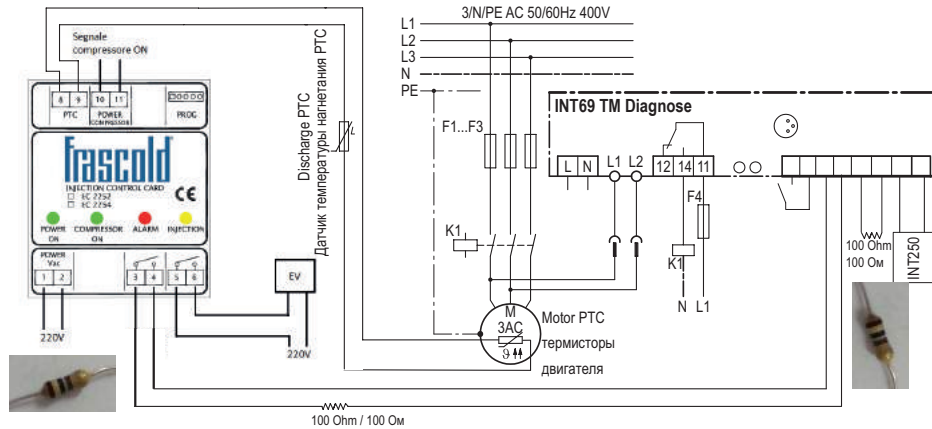 3/N/PE AC 50/60Hz 400V
L1
L2
L3
N
PE
Segnale
compressore ON
8 9 10 11
PTC POWER COMPRESSOR PROG
frascold
INJECTION CONTROL CARD
EC 2252
EC 2254
CE
POWER ON
COMPRESSOR ON
ALARM
INJECTION
POWER Vac
1 2 3 4 5 6
220V
EV
220V
Discharge PTC
Датчик температуры нагнетания PTC
F1...F3
K1
M
3AC
ϑ
Motor PTC
термисторы
двигателя
INT69 TM Diagnose
L N L1 L2 12 14 11
F4
K1
N L1
100 Ohm
100 Ом
INT250
100 Ohm / 100 Ом